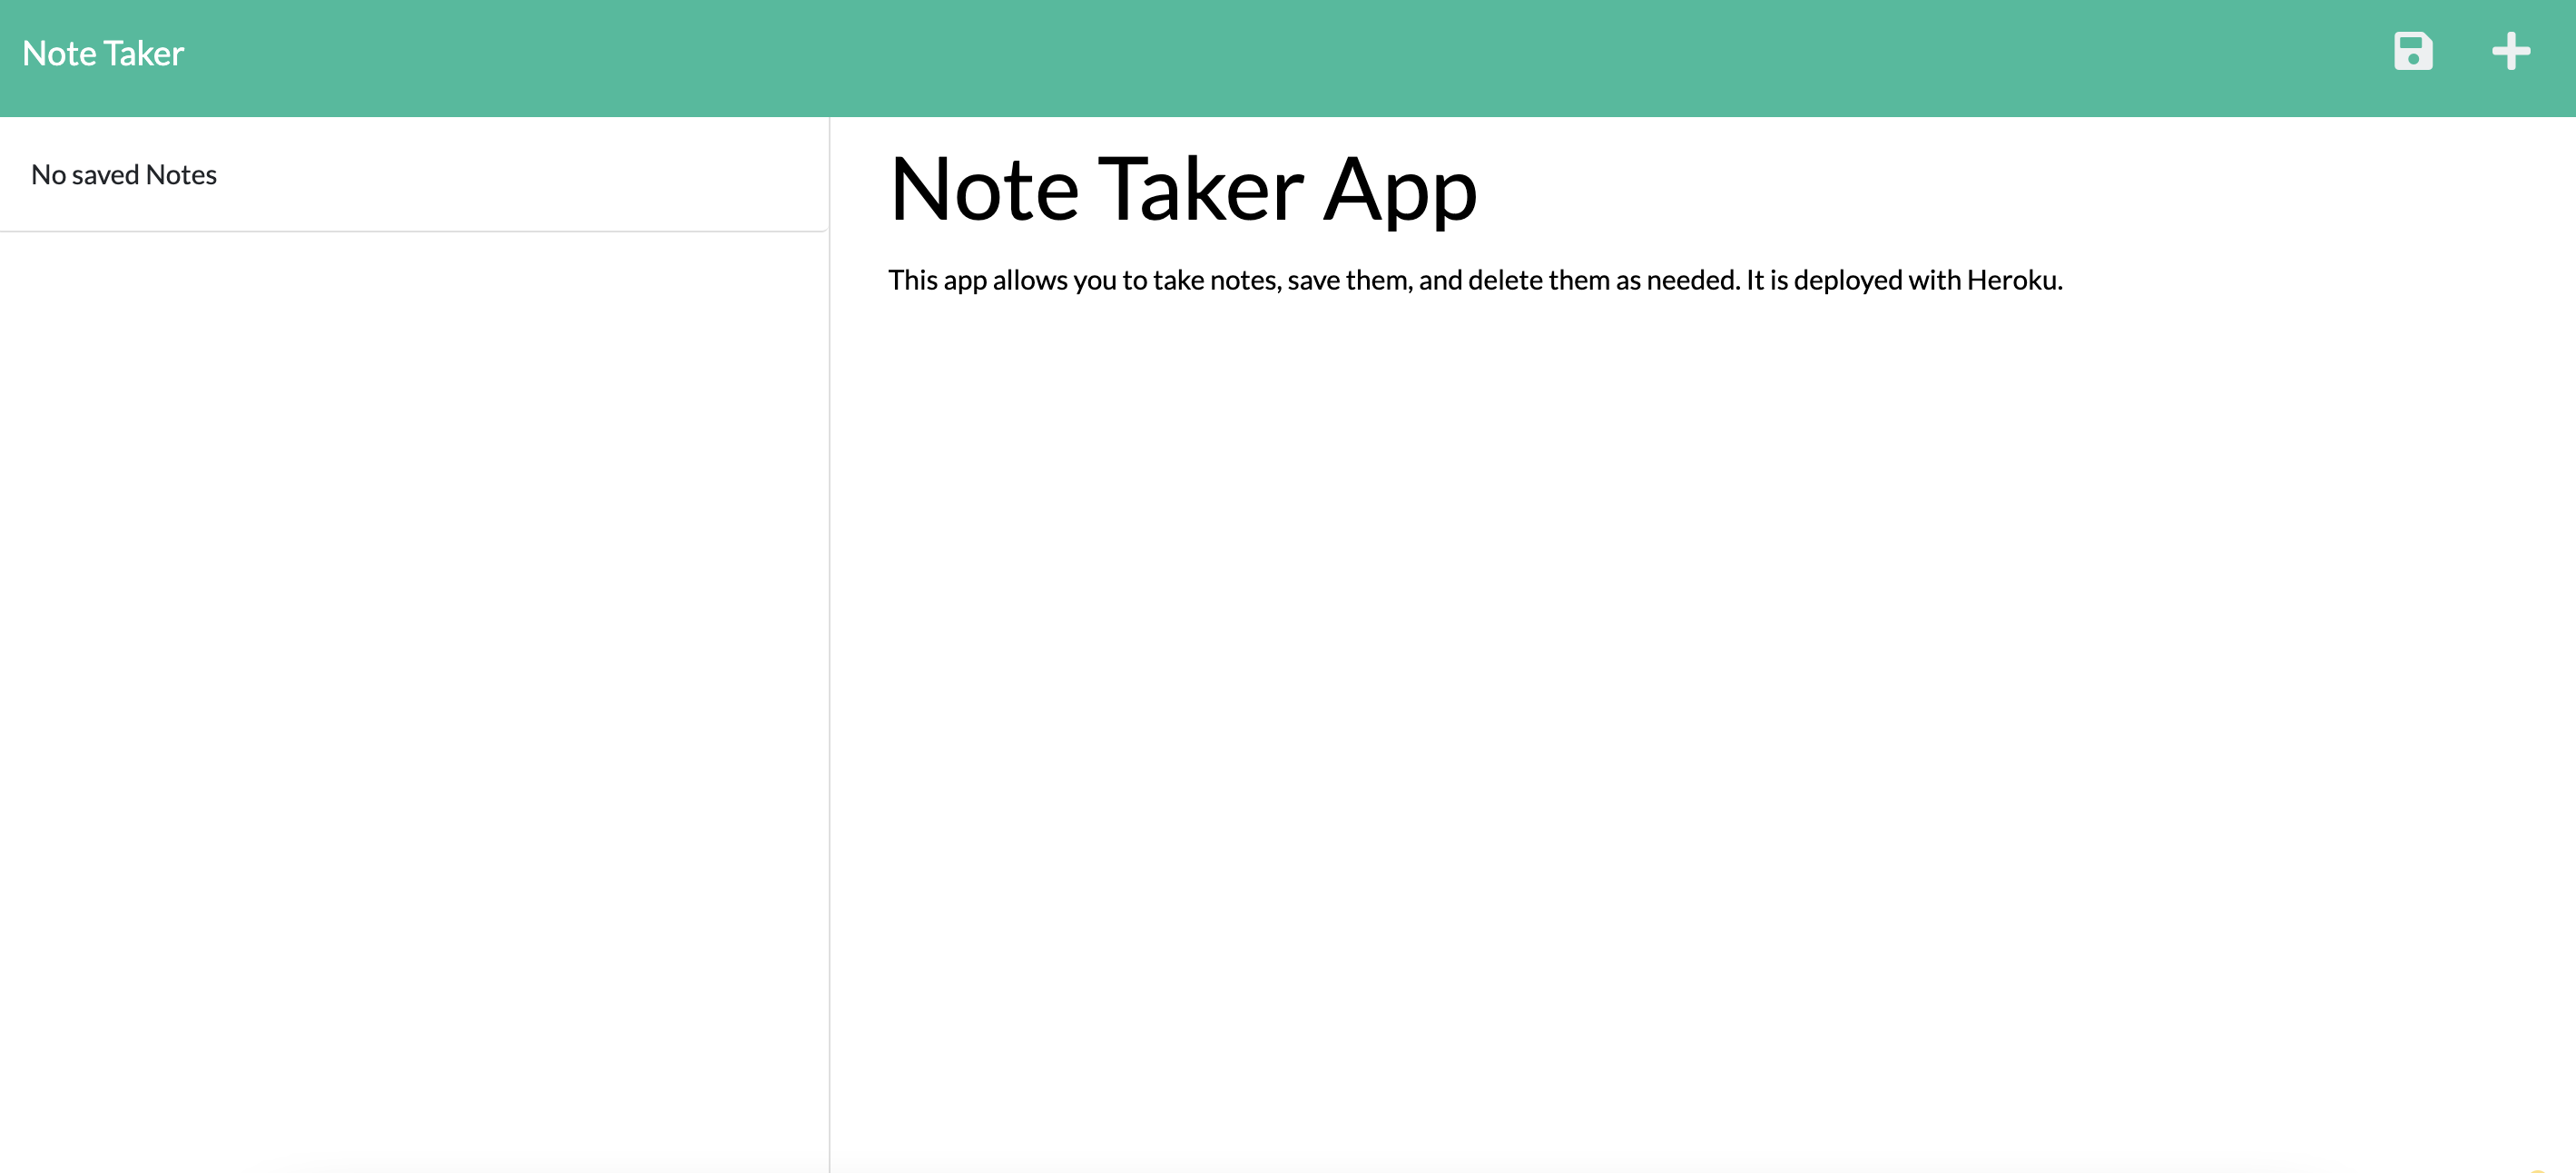 Note Taker
No saved Notes
Note Taker App
This app allows you to take notes, save them, and delete them as needed. It is deployed with Heroku.